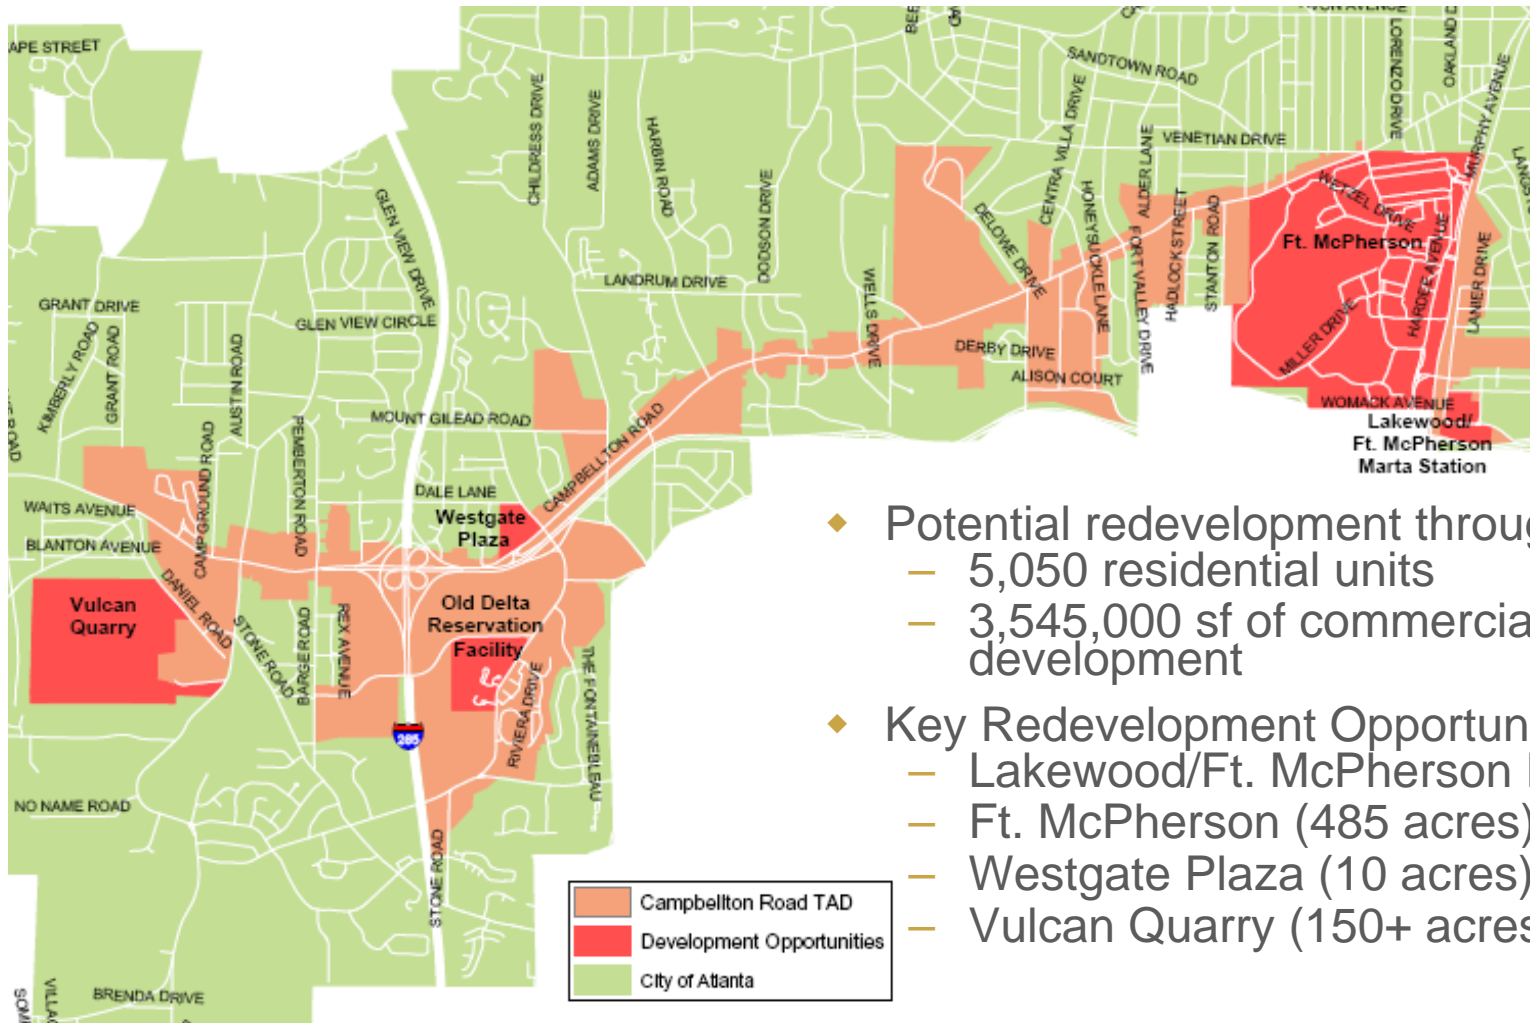 APE STREET
SANDTOWN ROAD
LORENZO DRIVE
MURPHY AVENUE
CHILDRESS DRIVE
ADAMS DRIVE
HARBIN ROAD
DODSON DRIVE
CENTRA VILLA DRIVE
VENETIAN DRIVE
ALDER LANE
HONEYSUCKLE LANE
GLEN VIEW DRIVE
DELOWE DRIVE
FORT VALLEY DRIVE
HADLOCK STREET
STANTON ROAD
WETZEL DRIVE
Ft. McPherson
HARDEE AVENUE
LANIER DRIVE
LANDRUM DRIVE
WELLS DRIVE
GRANT DRIVE
GLEN VIEW CIRCLE
KIMBERLY ROAD
GRANT ROAD
AUSTIN ROAD
MILLER DRIVE
DERBY DRIVE
ALISON COURT
MOUNT GILEAD ROAD
CAMPBELLTON ROAD
WOMACK AVENUE
Lakewood/
Ft. McPherson
Marta Station
CAMPGROUND ROAD
PEMBERTON ROAD
DALE LANE
Westgate
Plaza
WAITS AVENUE
BLANTON AVENUE
DANIEL ROAD
Vulcan
Quarry
STONE ROAD
BARGE ROAD
REX AVENUE
Old Delta
Reservation
Facility
RIVIERA DRIVE
THE FONTAINEBLEAU
285
NO NAME ROAD
STONE ROAD
BRENDA DRIVE
Campbellton Road TAD
Development Opportunities
City of Atlanta
◆ Potential redevelopment throug
– 5,050 residential units
– 3,545,000 sf of commercia
development
◆ Key Redevelopment Opportun
– Lakewood/Ft. McPherson
– Ft. McPherson (485 acres)
– Westgate Plaza (10 acres)
– Vulcan Quarry (150+ acres